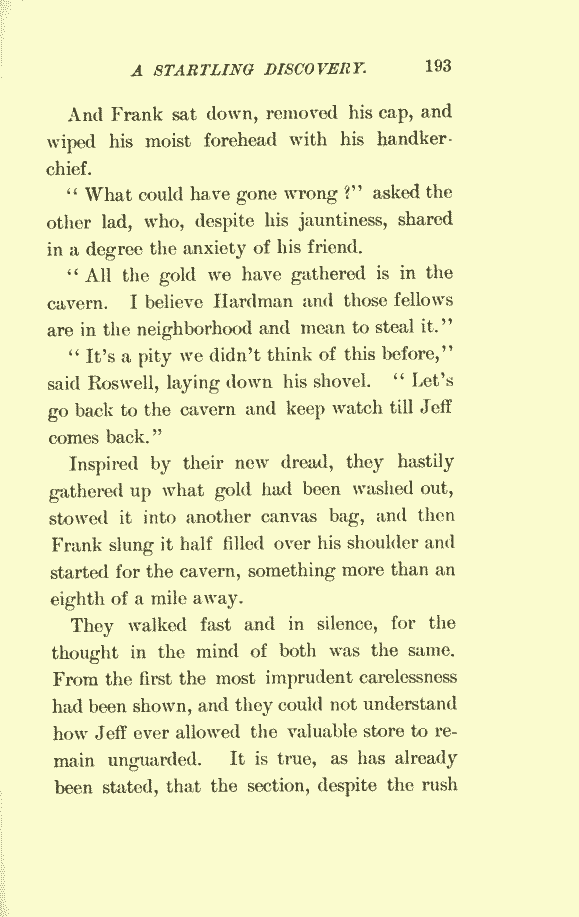 A STARTLING DISCOVERY. 193
And Frank sat down, removed his cap, and
wiped his moist forehead with his handker-
chief.
“ What could have gone wrong ?” asked the
other lad, who, despite his jauntiness, shared
in a degree the anxiety of his friend.
“ All the gold we have gathered is in the
cavern. I believe Hardman and those fellows
are in the neighborhood and mean to steal it.”
“ It's a pity we didn't think of this before,”
said Roswell, laying down his shovel. “ Let's
go back to the cavern and keep watch till Jeff
comes back.”
Inspired by their new dread, they hastily
gathered up what gold had been washed out,
stowed it into another canvas bag, and then
Frank slung it half filled over his shoulder and
started for the cavern, something more than an
eighth of a mile away.
They walked fast and in silence, for the
thought in the mind of both was the same.
From the first the most imprudent carelessness
had been shown, and they could not understand
how Jeff ever allowed the valuable store to re-
main unguarded. It is true, as has already
been stated, that the section, despite the rush